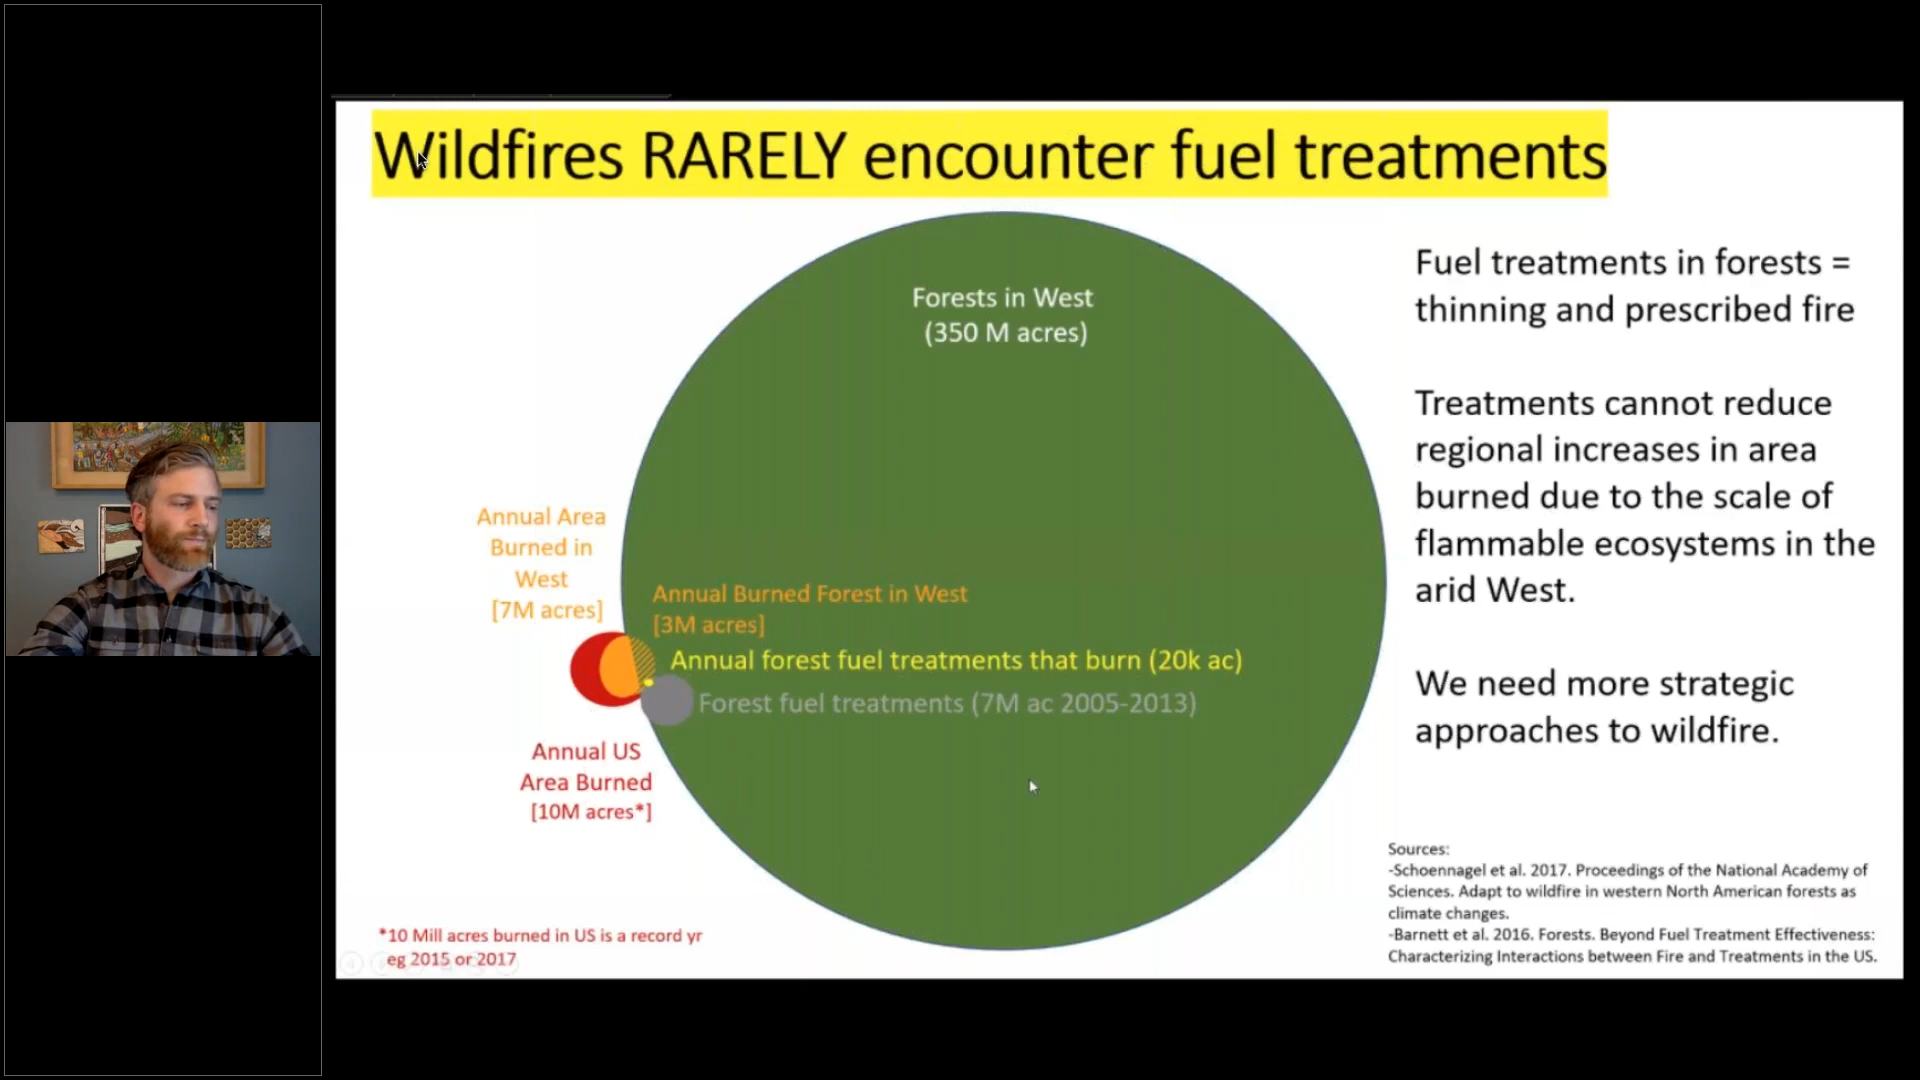 Wildfires RARELY encounter fuel treatments
Forests in West
(350 M acres)
Annual Area
Burned in
West
[7M acres]
Annual Burned Forest in West
[3M acres]
Annual forest fuel treatments that burn (20k ac)
Forest fuel treatments (7M ac 2005-2013)
Annual US
Area Burned
[10M acres*]
*10 Mill acres burned in US is a record yr
eg 2015 or 2017
Fuel treatments in forests =
thinning and prescribed fire
Treatments cannot reduce
regional increases in area
burned due to the scale of
flammable ecosystems in the
arid West.
We need more strategic
approaches to wildfire.
Sources:
-Schoennagel et al. 2017. Proceedings of the National Academy of
Sciences. Adapt to wildfire in western North American forests as
climate changes.
-Barnett et al. 2016. Forests. Beyond Fuel Treatment Effectiveness:
Characterizing Interactions between Fire and Treatments in the US.